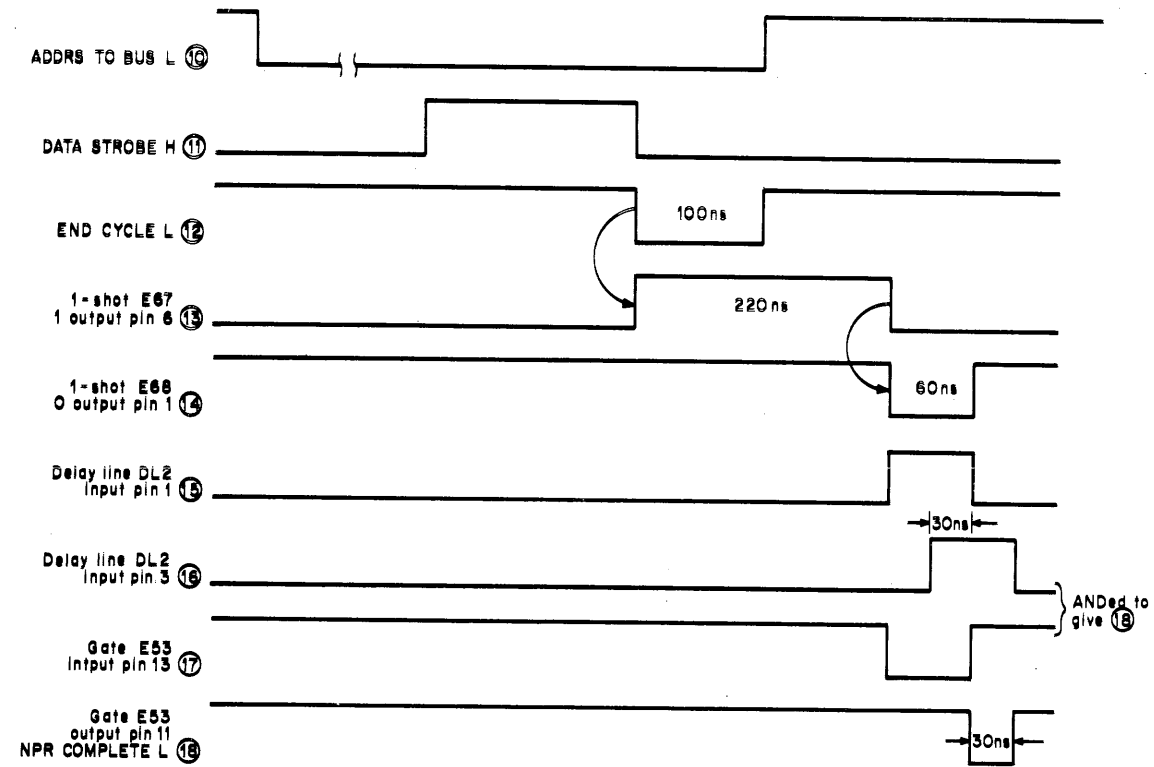 ADDRS TO BUS L 10
DATA STROBE H 11
END CYCLE L 12
100ns
1-shot E67
1 output pin 6 13
220ns
1-shot E68
0 output pin 1 14
60ns
Delay line DL2
Input pin 1 15
30ns
Delay line DL2
Input pin 3 16
ANDed to
give 18
Gate E53
Intput pin 13 17
Gate E53
output pin 11
NPR COMPLETE L 18
30ns